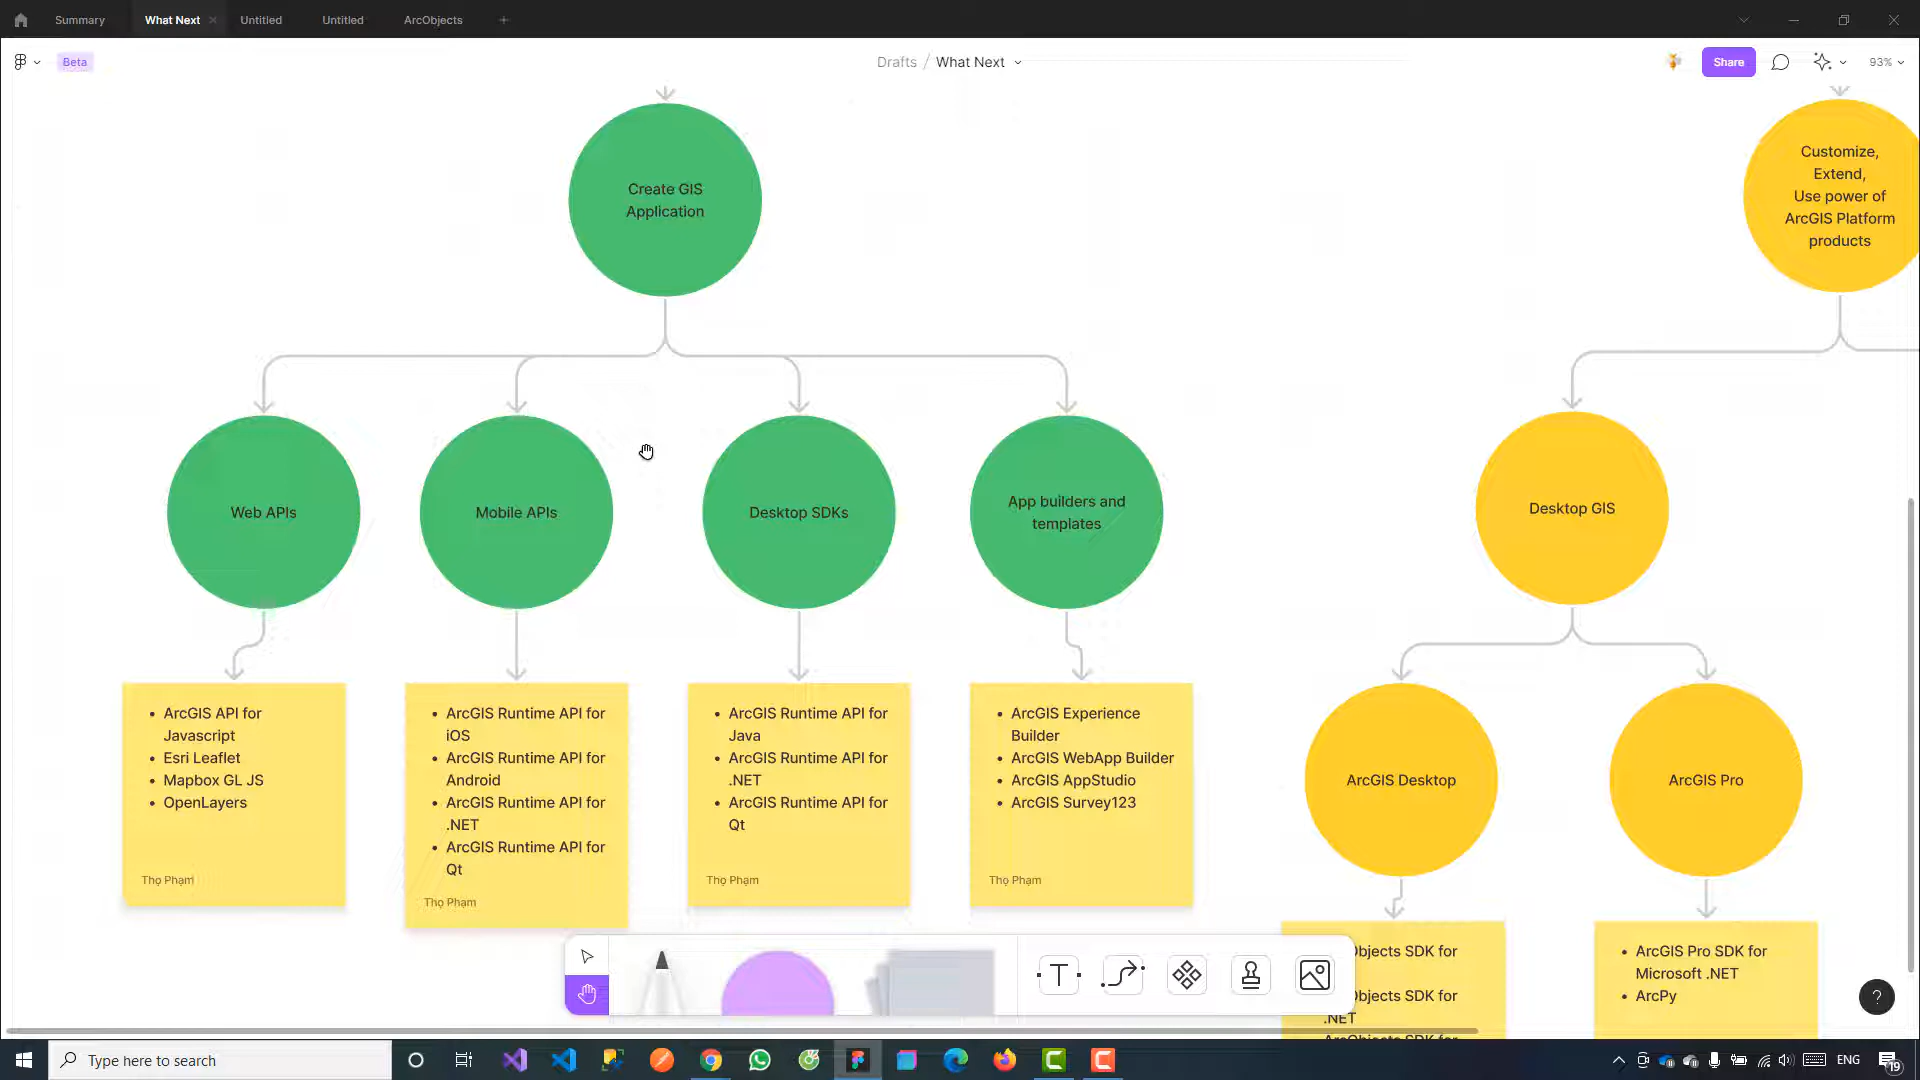 Summary
What Next
Untitled
Untitled
ArcObjects
Beta
Drafts / What Next
Share
93%
Create GIS
Application
Customize,
Extend,
Use power of
ArcGIS Platform
products
Web APIs
Mobile APIs
Desktop SDKs
App builders and
templates
Desktop GIS
• ArcGIS API for
Javascript
• Esri Leaflet
• Mapbox GL JS
• OpenLayers
Thọ Phạm
• ArcGIS Runtime API for
iOS
• ArcGIS Runtime API for
Android
• ArcGIS Runtime API for
.NET
• ArcGIS Runtime API for
Qt
Thọ Phạm
• ArcGIS Runtime API for
Java
• ArcGIS Runtime API for
.NET
• ArcGIS Runtime API for
Qt
Thọ Phạm
• ArcGIS Experience
Builder
• ArcGIS WebApp Builder
• ArcGIS AppStudio
• ArcGIS Survey123
Thọ Phạm
ArcGIS Desktop
ArcGIS Pro
Objects SDK for
Objects SDK for
.NET
• ArcGIS Pro SDK for
Microsoft .NET
• ArcPy
T
?
Type here to search
ENG
19